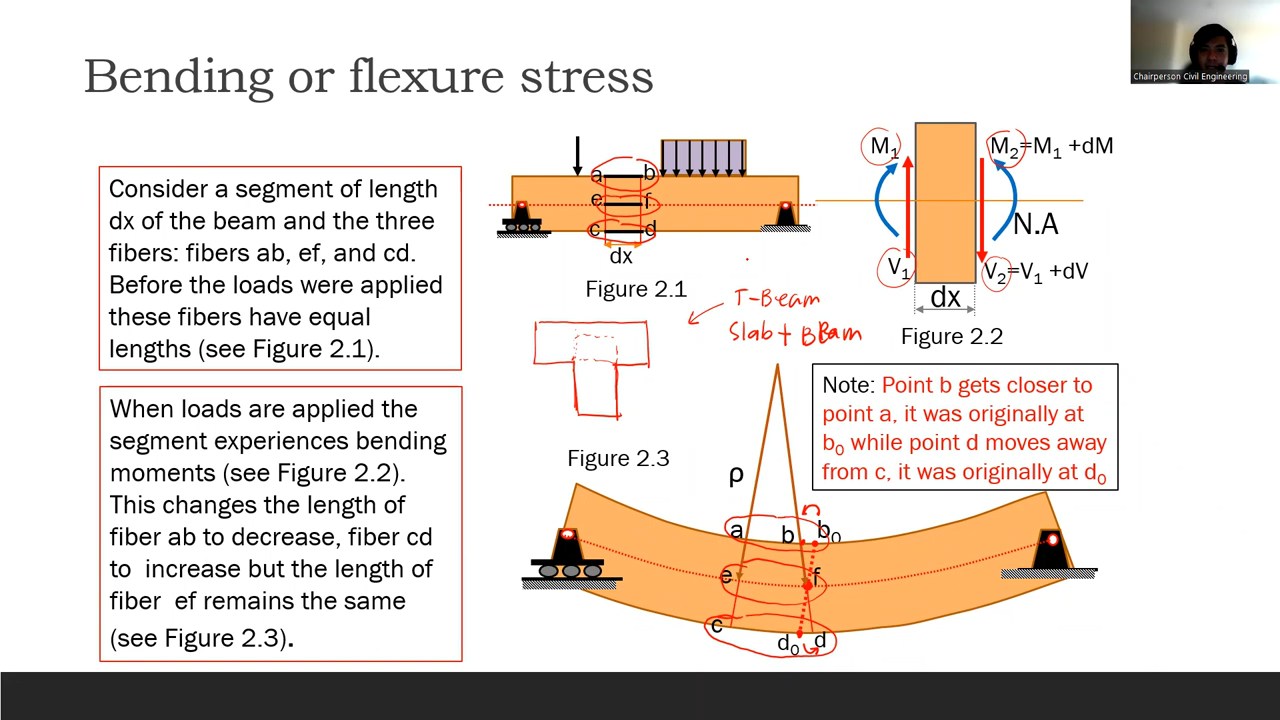 Bending or flexure stress
Chairperson Civil Engineering
Consider a segment of length
dx of the beam and the three
fibers: fibers ab, ef, and cd.
Before the loads were applied
these fibers have equal
lengths (see Figure 2.1).
When loads are applied the
segment experiences bending
moments (see Figure 2.2).
This changes the length of
fiber ab to decrease, fiber cd
to increase but the length of
fiber ef remains the same
(see Figure 2.3).
a b
e f
c d
dx
Figure 2.1
M₁ M₂=M₁ +dM
N.A
V₁ V₂=V₁ +dV
dx
Figure 2.2
T-Beam
Slab + BBeam
Note: Point b gets closer to
point a, it was originally at
b₀ while point d moves away
from c, it was originally at d₀
Figure 2.3
ρ
a b b₀
e f
c d₀ d